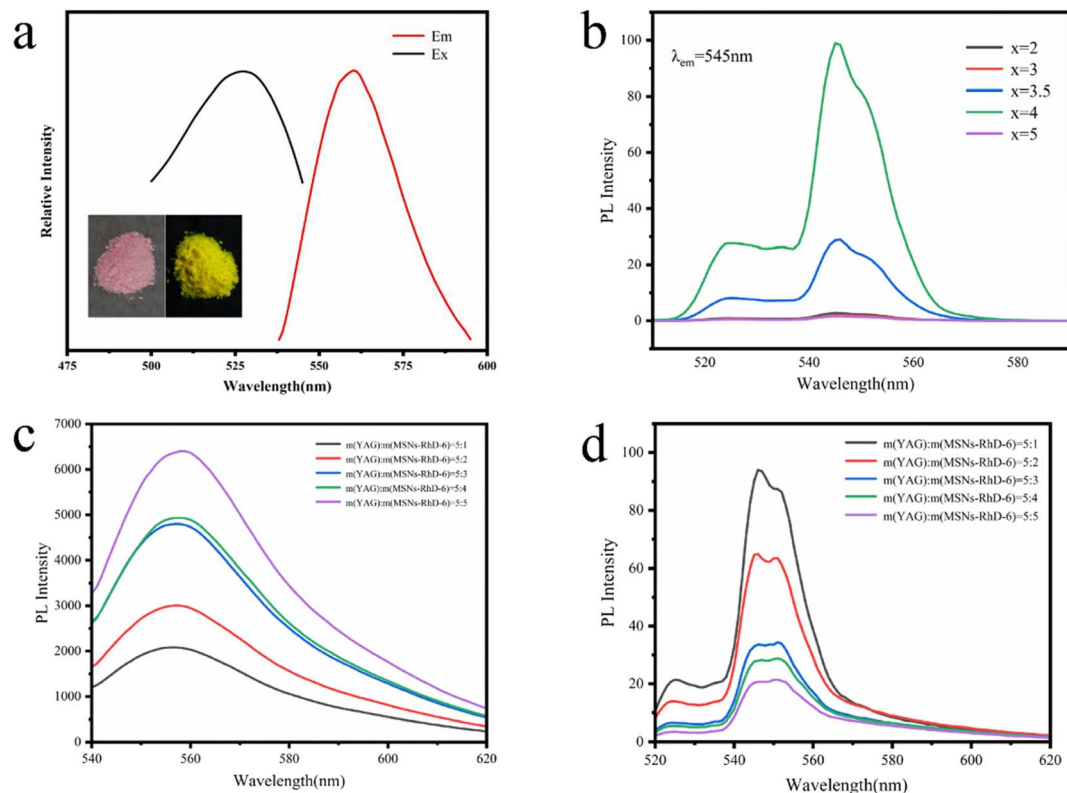 a
Em
Ex
Relative Intensity
475 500 525 550 575 600
Wavelength(nm)
b
λem=545nm
x=2
x=3
x=3.5
x=4
x=5
PL Intensity
100
80
60
40
20
0
520 540 560 580
Wavelength(nm)
c
m(YAG):m(MSNs-RhD-6)=5:1
m(YAG):m(MSNs-RhD-6)=5:2
m(YAG):m(MSNs-RhD-6)=5:3
m(YAG):m(MSNs-RhD-6)=5:4
m(YAG):m(MSNs-RhD-6)=5:5
PL Intensity
7000
6000
5000
4000
3000
2000
1000
0
540 560 580 600 620
Wavelength(nm)
d
m(YAG):m(MSNs-RhD-6)=5:1
m(YAG):m(MSNs-RhD-6)=5:2
m(YAG):m(MSNs-RhD-6)=5:3
m(YAG):m(MSNs-RhD-6)=5:4
m(YAG):m(MSNs-RhD-6)=5:5
PL Intensity
100
80
60
40
20
0
520 540 560 580 600 620
Wavelength(nm)